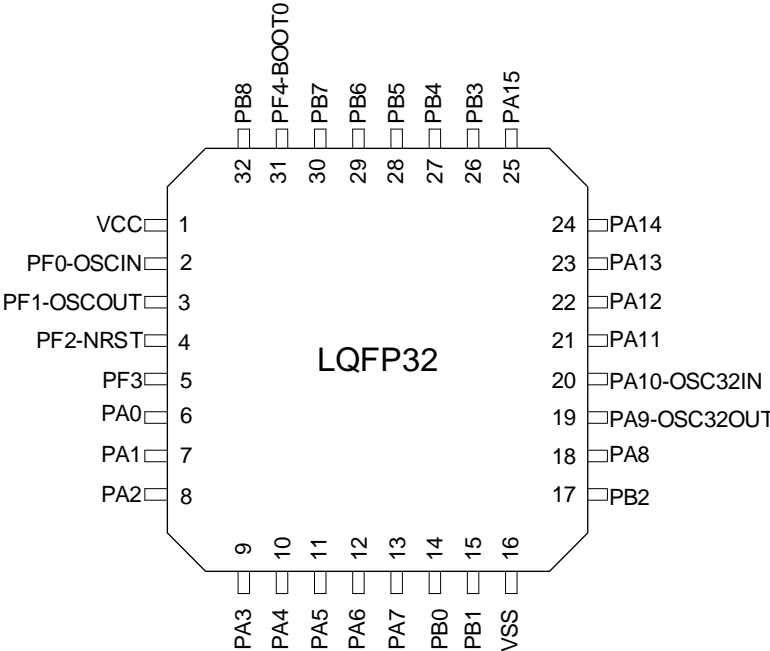 PB8
PF4-BOOT0
PB7
PB6
PB5
PB4
PB3
PA15
32
31
30
29
28
27
26
25
VCC 1
PF0-OSCIN 2
PF1-OSCOUT 3
PF2-NRST 4
PF3 5
PA0 6
PA1 7
PA2 8
LQFP32
24 PA14
23 PA13
22 PA12
21 PA11
20 PA10-OSC32IN
19 PA9-OSC32OUT
18 PA8
17 PB2
9
10
11
12
13
14
15
16
PA3
PA4
PA5
PA6
PA7
PB0
PB1
VSS